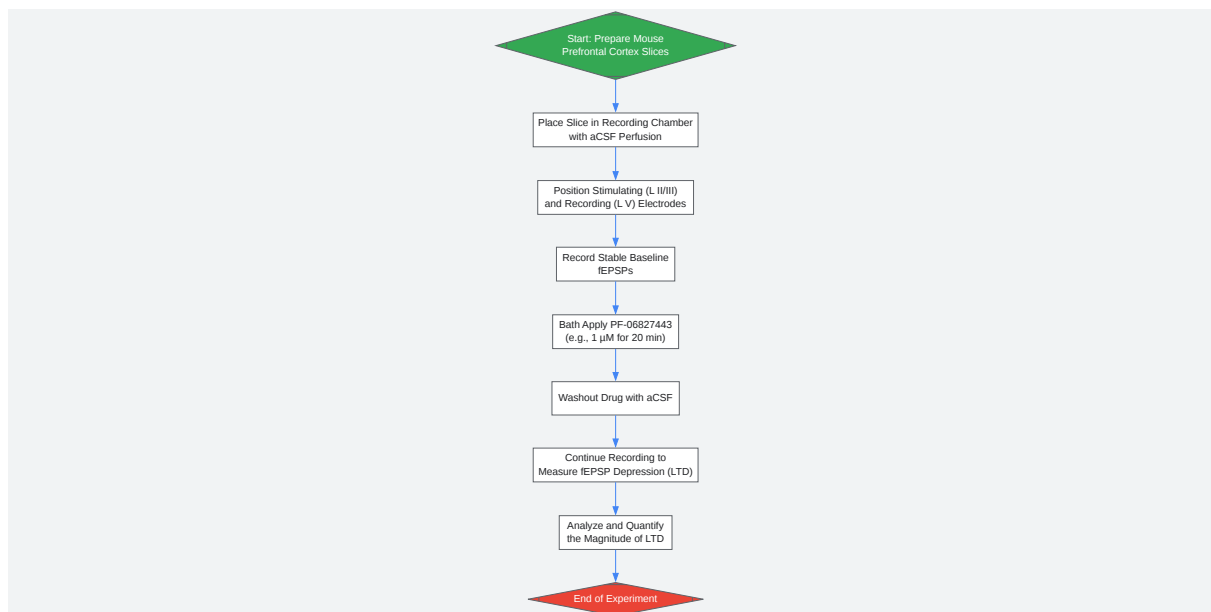 Start: Prepare Mouse
Prefrontal Cortex Slices
Place Slice in Recording Chamber
with aCSF Perfusion
Position Stimulating (L II/III)
and Recording (L V) Electrodes
Record Stable Baseline
fEPSPs
Bath Apply PF-06827443
(e.g., 1 µM for 20 min)
Washout Drug with aCSF
Continue Recording to
Measure fEPSP Depression (LTD)
Analyze and Quantify
the Magnitude of LTD
End of Experiment